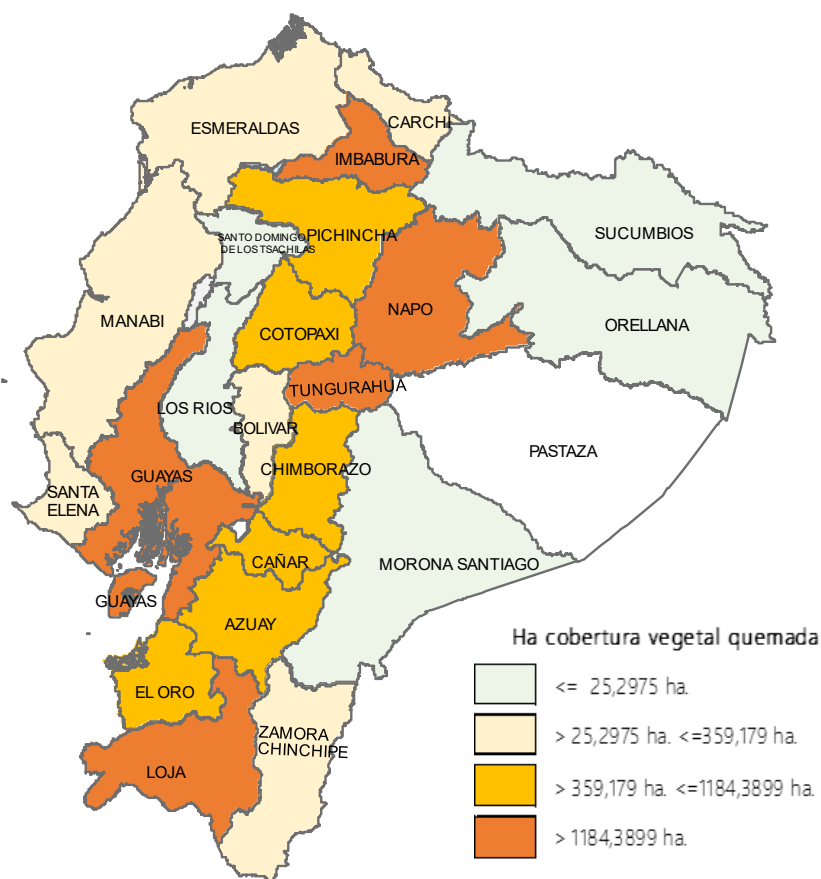 ESMERALDAS
CARCHI
IMBABURA
SUCUMBIOS
SANTO DOMINGO
DE LOS TSACHILAS
PICHINCHA
NAPO
ORELLANA
MANABI
COTOPAXI
TUNGURAHUA
LOS RIOS
BOLIVAR
PASTAZA
CHIMBORAZO
GUAYAS
SANTA
ELENA
CAÑAR
MORONA SANTIAGO
GUAYAS
AZUAY
EL ORO
ZAMORA
CHINCHIPE
LOJA
Ha cobertura vegetal quemada
<= 25,2975 ha.
> 25,2975 ha. <=359,179 ha.
> 359,179 ha. <=1184,3899 ha.
> 1184,3899 ha.